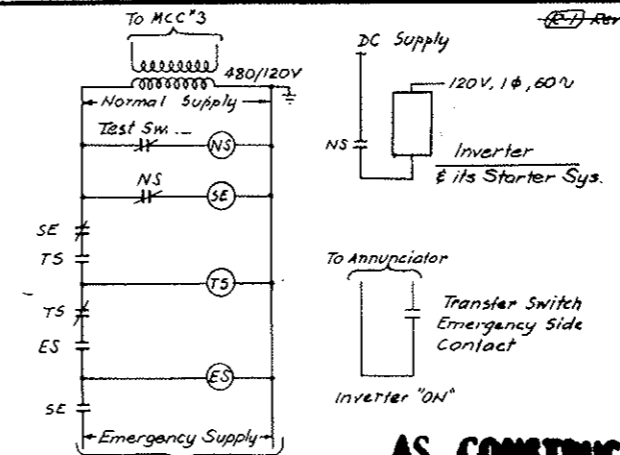 To MCC#3
480/120V
Normal Supply
Test Sw.
NS
NS
SE
SE
TS
TS
TS
ES
ES
SE
Emergency Supply
DC Supply
120V, 1ϕ, 60~
NS
Inverter
& its Starter Sys.
To Annunciator
Transfer Switch
Emergency Side
Contact
Inverter "ON"
AS CONSTRUC